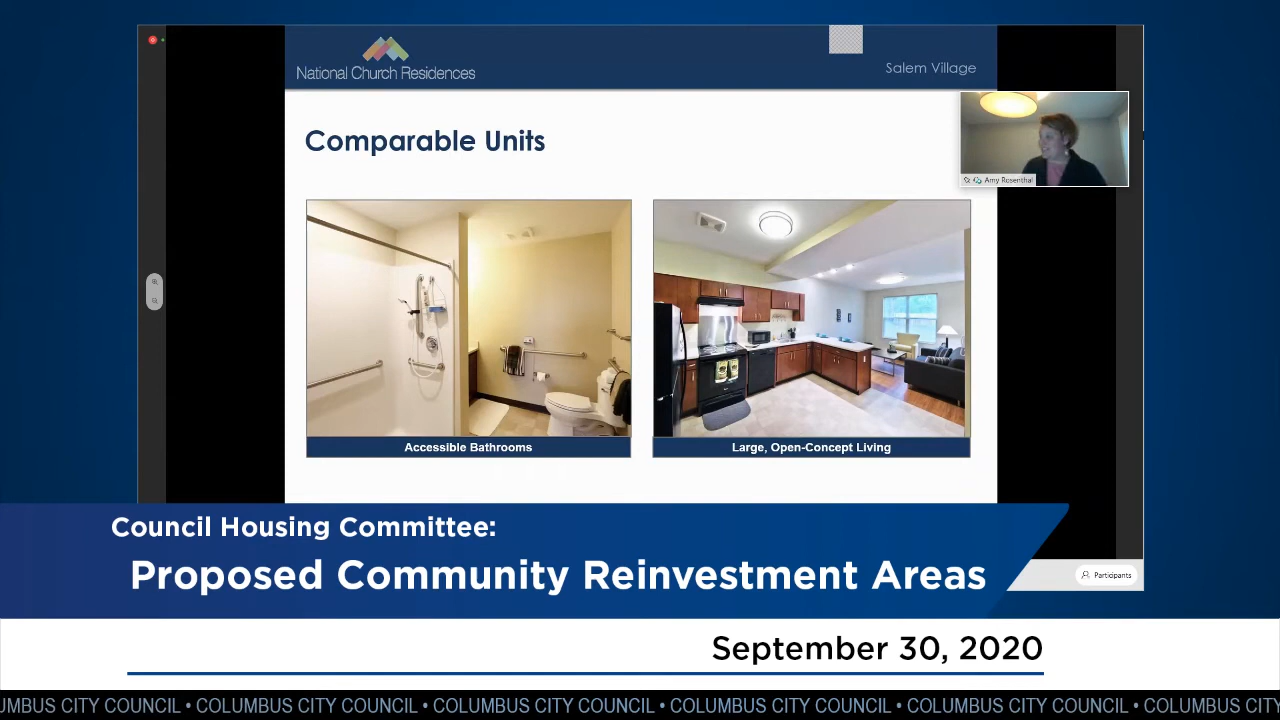 National Church Residences
Salem Village
Comparable Units
Amy Rosenthal
Accessible Bathrooms
Large, Open-Concept Living
Council Housing Committee:
Proposed Community Reinvestment Areas
Participants
September 30, 2020
UMBUS CITY COUNCIL • COLUMBUS CITY COUNCIL • COLUMBUS CITY COUNCIL • COLUMBUS CITY COUNCIL • COLUMBUS CITY COUNCIL • COLUMBUS CITY